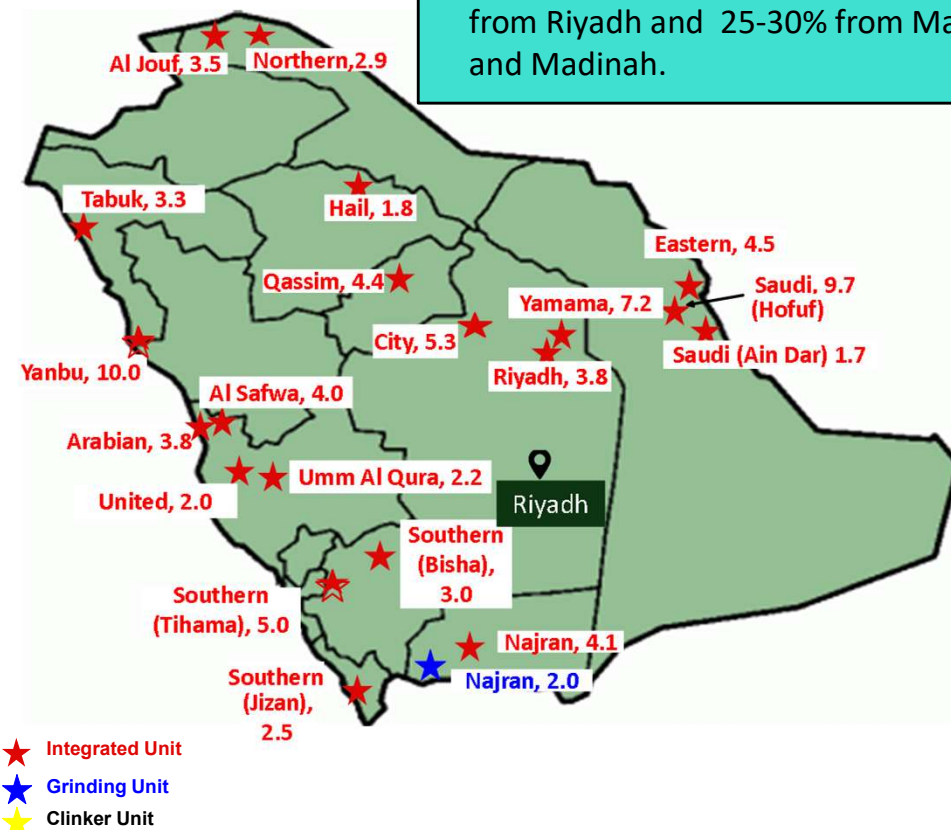 from Riyadh and 25-30% from Ma
and Madinah.
Al Jouf, 3.5
Northern,2.9
Tabuk, 3.3
Hail, 1.8
Eastern, 4.5
Qassim, 4.4
Yamama, 7.2
Saudi, 9.7
(Hofuf)
City, 5.3
Riyadh, 3.8
Saudi (Ain Dar) 1.7
Yanbu, 10.0
Al Safwa, 4.0
Arabian, 3.8
United, 2.0
Umm Al Qura, 2.2
Riyadh
Southern
(Bisha),
3.0
Southern
(Tihama), 5.0
Najran, 4.1
Najran, 2.0
Southern
(Jizan),
2.5
Integrated Unit
Grinding Unit
Clinker Unit